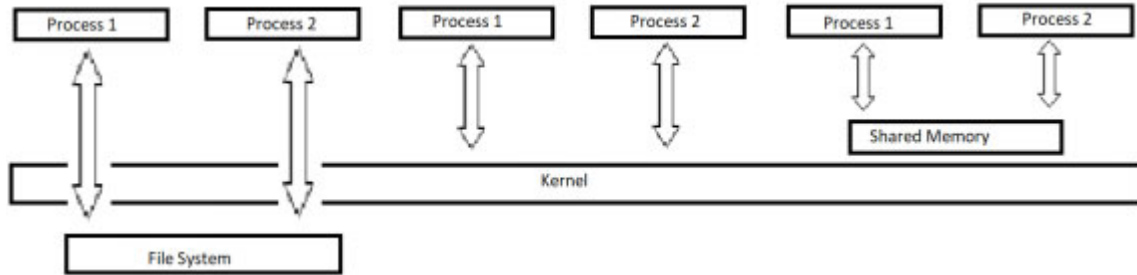 Process 1
Process 2
Process 1
Process 2
Process 1
Process 2
Shared Memory
Kernel
File System